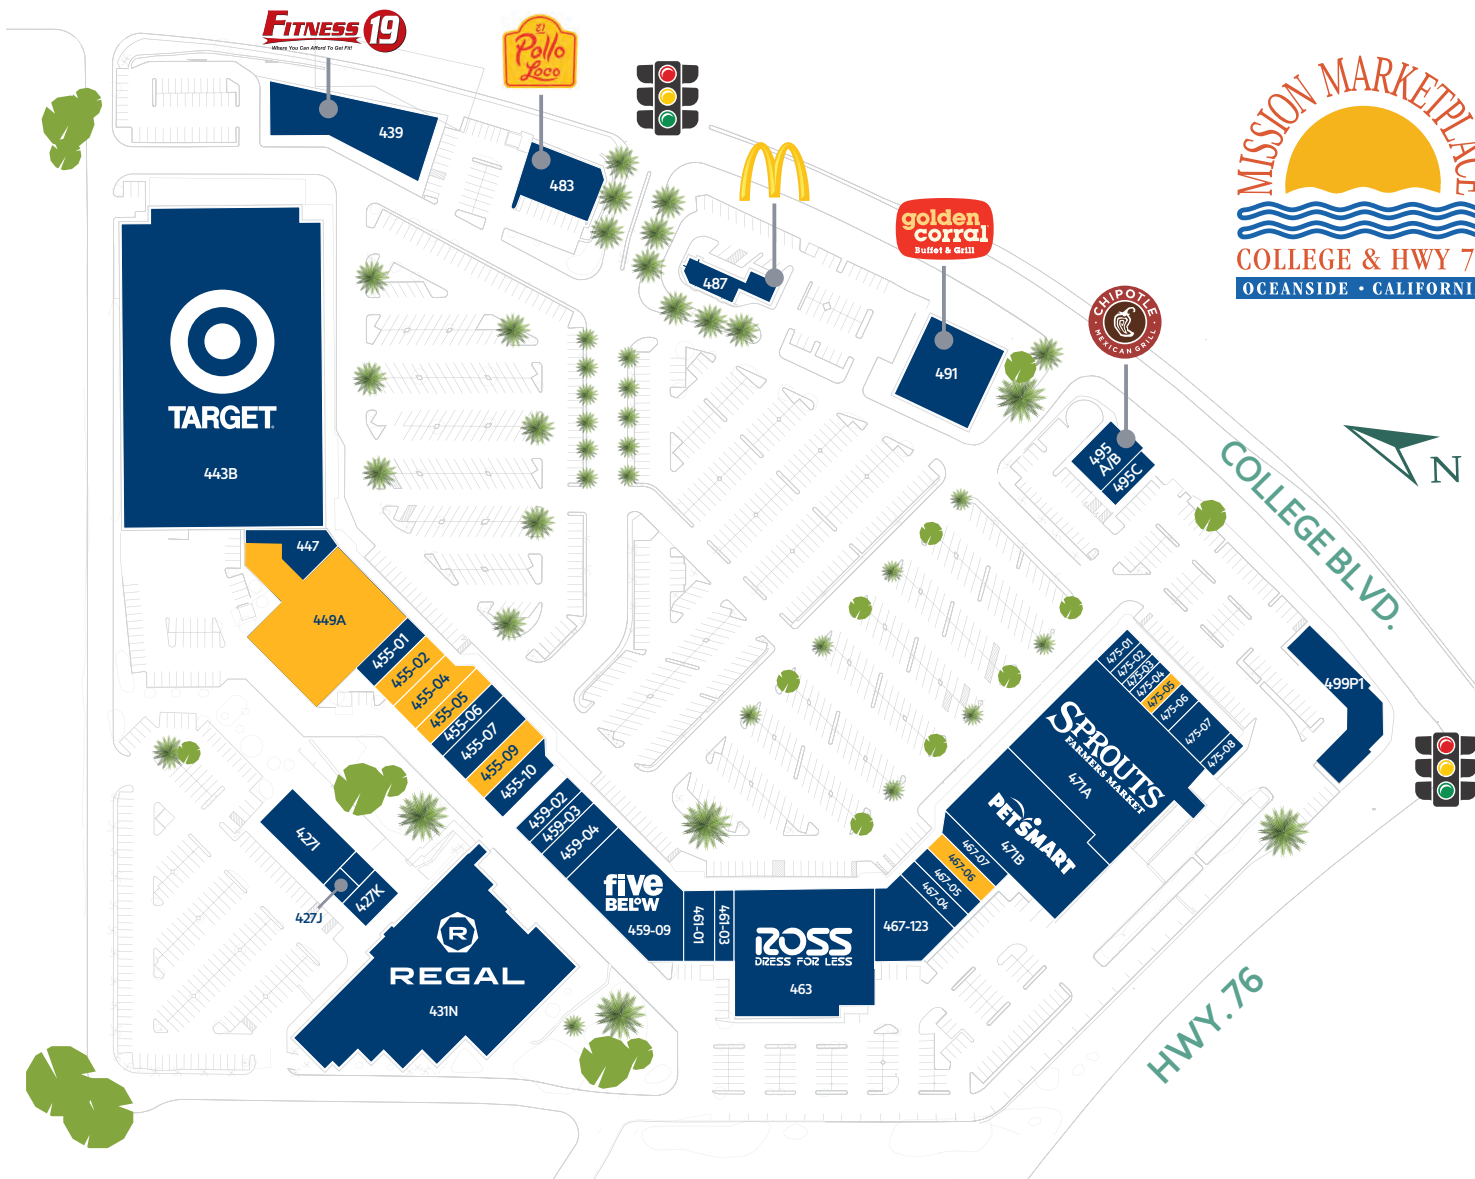 FITNESS 19
Where You Can Afford To Get Fit!
El
Pollo
Loco
MISSION MARKETPLACE
COLLEGE & HWY 7
OCEANSIDE • CALIFORNI
439
483
487
golden
corral
Buffet & Grill
491
CHIPOTLE
MEXICAN GRILL
495
A/B
495C
COLLEGE BLVD.
N
TARGET
443B
447
449A
455-01
455-02
455-04
455-05
455-06
455-07
455-09
455-10
459-02
459-03
459-04
five
BELOW
459-09
461-01
461-03
ROSS
DRESS FOR LESS
463
467-123
467-04
467-05
467-06
467-07
PETSMART
471B
SPROUTS
FARMERS MARKET
471A
475-01
475-02
475-03
475-04
475-05
475-06
475-07
475-08
499P1
427I
427J
427K
R
REGAL
431N
HWY. 76